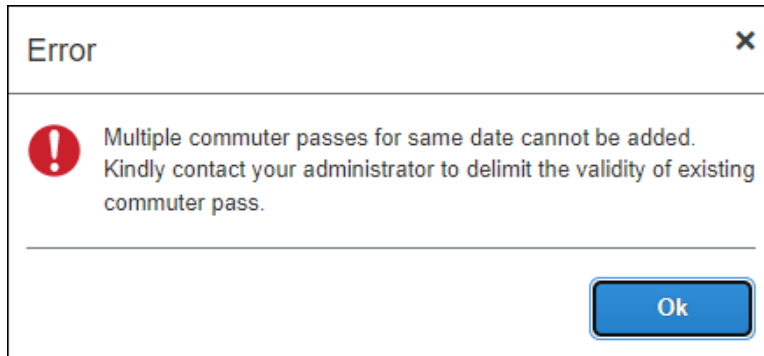 Error
Multiple commuter passes for same date cannot be added.
Kindly contact your administrator to delimit the validity of existing
commuter pass.
Ok